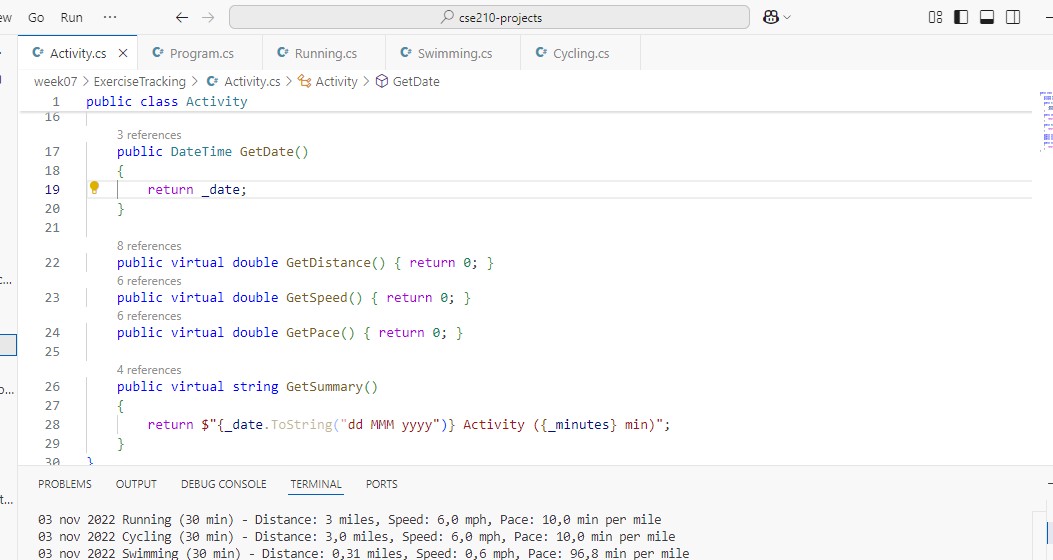 ew Go Run ··· cse210-projects
Activity.cs Program.cs Running.cs Swimming.cs Cycling.cs
week07 > ExerciseTracking > Activity.cs > Activity > GetDate
1 public class Activity
16
3 references
17 public DateTime GetDate()
18 {
19 return _date;
20 }
21
8 references
22 public virtual double GetDistance() { return 0; }
6 references
23 public virtual double GetSpeed() { return 0; }
6 references
24 public virtual double GetPace() { return 0; }
25
4 references
26 public virtual string GetSummary()
27 {
28 return $"{_date.ToString("dd MMM yyyy")} Activity ({_minutes} min)";
29 }
30 }
PROBLEMS OUTPUT DEBUG CONSOLE TERMINAL PORTS
03 nov 2022 Running (30 min) - Distance: 3 miles, Speed: 6,0 mph, Pace: 10,0 min per mile
03 nov 2022 Cycling (30 min) - Distance: 3,0 miles, Speed: 6,0 mph, Pace: 10,0 min per mile
03 nov 2022 Swimming (30 min) - Distance: 0,31 miles, Speed: 0,6 mph, Pace: 96,8 min per mile